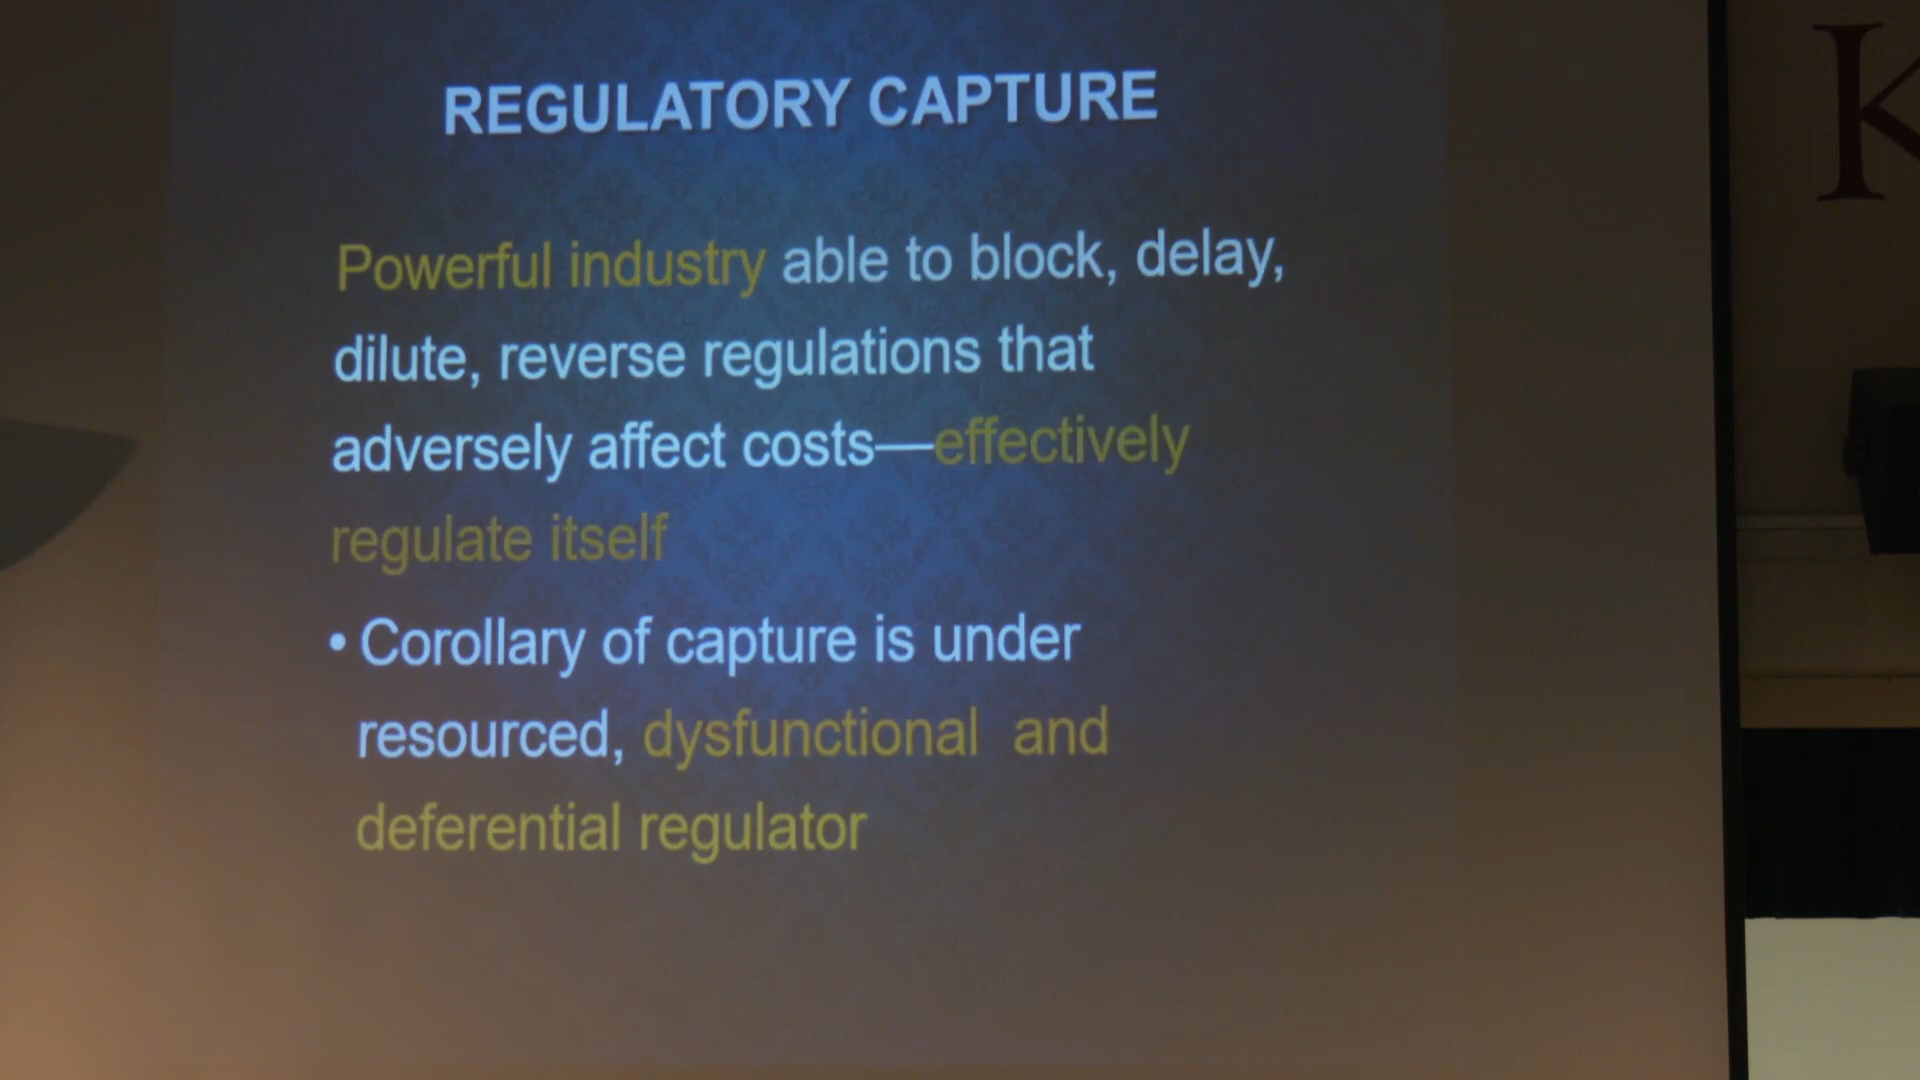 REGULATORY CAPTURE
Powerful industry able to block, delay,
dilute, reverse regulations that
adversely affect costs—effectively
regulate itself
• Corollary of capture is under
resourced, dysfunctional and
deferential regulator
K